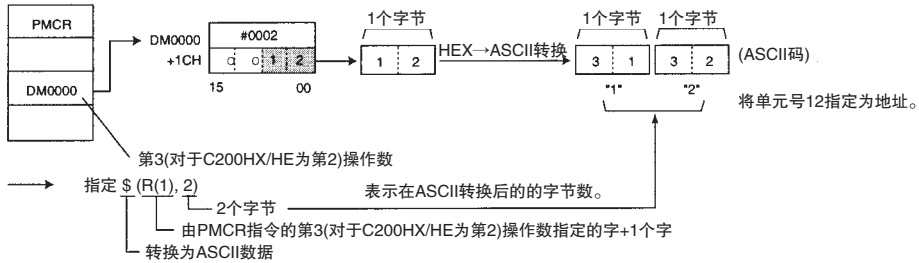 PMCR
DM0000
DM0000
#0002
+1CH
0 0 1 2
15 00
1个字节
1 2
HEX→ASCII转换
1个字节 1个字节
3 1 3 2
(ASCII码)
"1" "2"
将单元号12指定为地址。
第3(对于C200HX/HE为第2)操作数
指定 $ (R(1), 2)
表示在ASCII转换后的的字节数。
2个字节
由PMCR指令的第3(对于C200HX/HE为第2)操作数指定的字+1个字
转换为ASCII数据